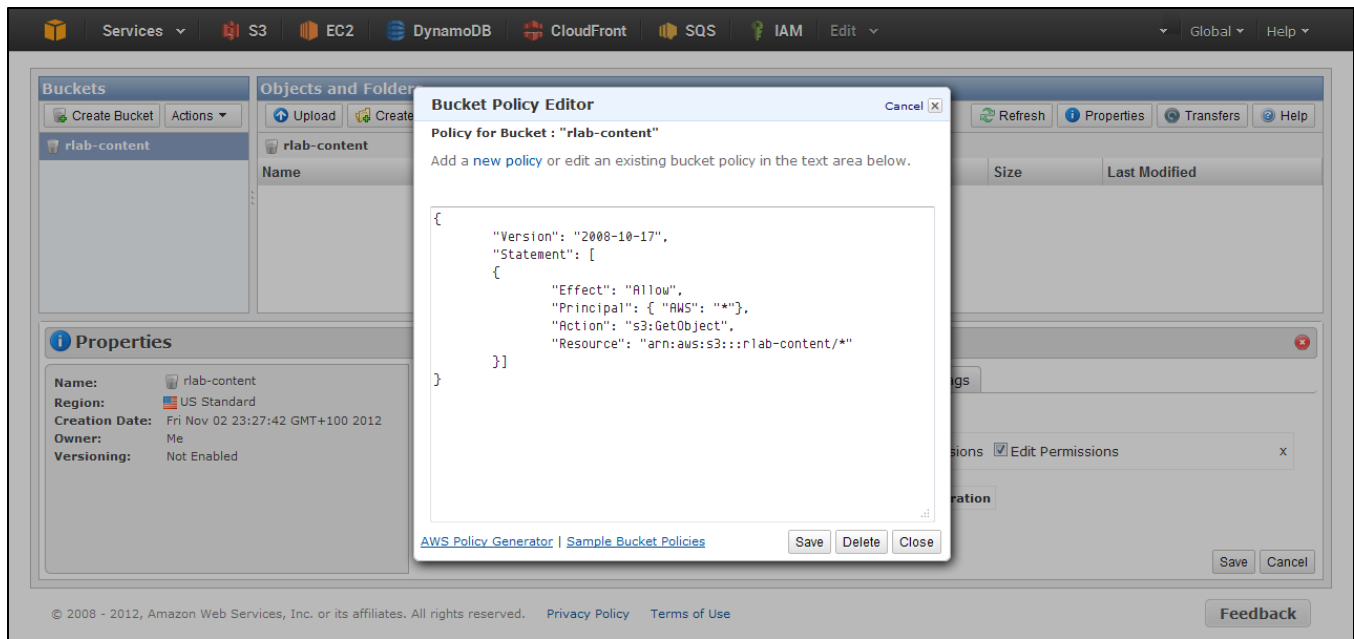 Services S3 EC2 DynamoDB CloudFront SQS IAM Edit Global Help
Buckets
Create Bucket Actions
rlab-content
Objects and Folder
Upload Create Refresh Properties Transfers Help
rlab-content
Name Size Last Modified
Bucket Policy Editor Cancel x
Policy for Bucket : "rlab-content"
Add a new policy or edit an existing bucket policy in the text area below.
{
"Version": "2008-10-17",
"Statement": [
{
"Effect": "Allow",
"Principal": { "AWS": "*"},
"Action": "s3:GetObject",
"Resource": "arn:aws:s3:::rlab-content/*"
}]
}
AWS Policy Generator | Sample Bucket Policies Save Delete Close
Properties
Name: rlab-content
Region: US Standard
Creation Date: Fri Nov 02 23:27:42 GMT+100 2012
Owner: Me
Versioning: Not Enabled
ags
sions Edit Permissions x
ration
Save Cancel
© 2008 - 2012, Amazon Web Services, Inc. or its affiliates. All rights reserved. Privacy Policy Terms of Use Feedback